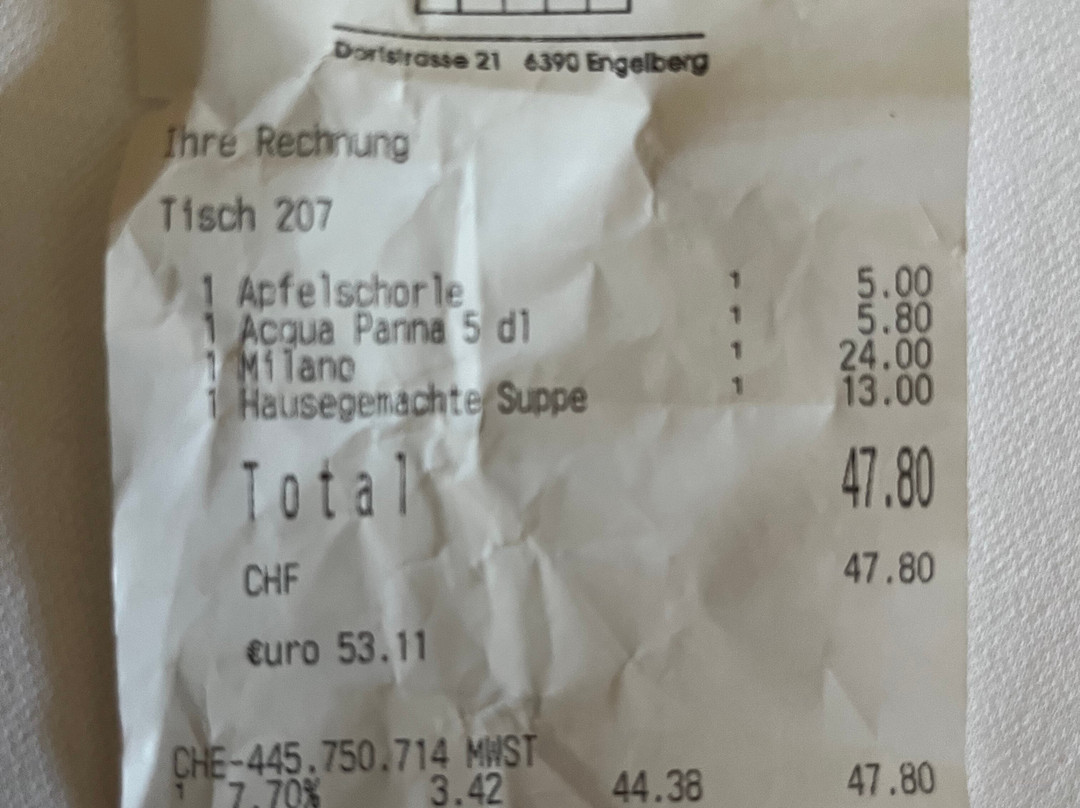 Dorfstrasse 21 6390 Engelberg
Ihre Rechnung
Tisch 207
1 Apfelschorle 1 5.00
1 Acqua Panna 5 dl 1 5.80
1 Milano 1 24.00
1 Hausegemachte Suppe 1 13.00
Total 47.80
CHF 47.80
€uro 53.11
CHE-445.750.714 MWST
1 7.70% 3.42 44.38 47.80